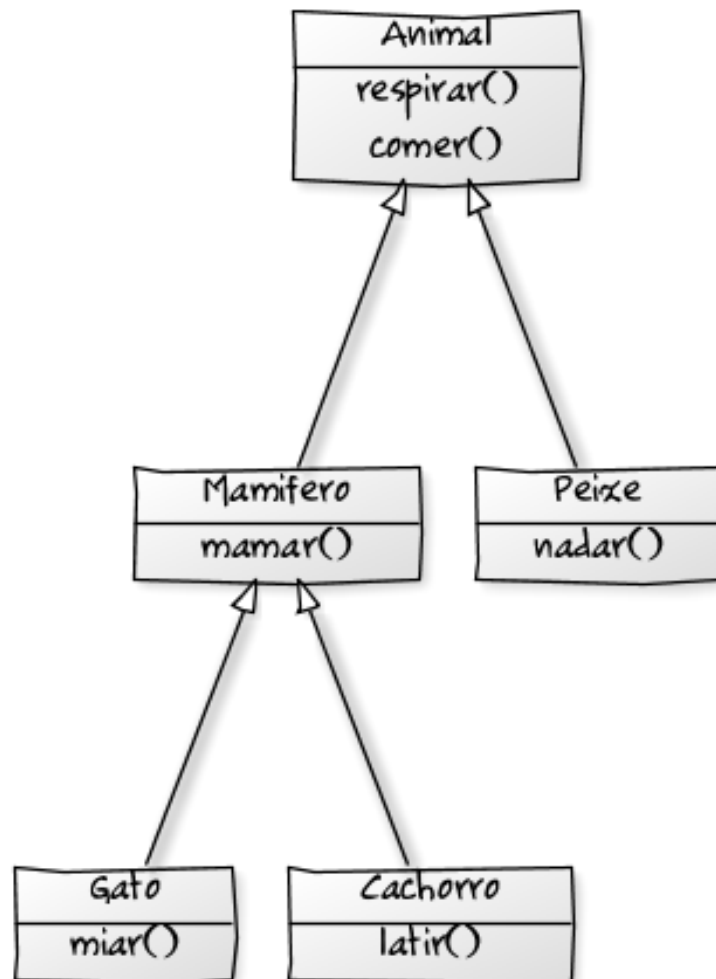 Animal
respirar()
comer()
Mamifero
mamar()
Peixe
nadar()
Gato
miar()
Cachorro
latir()